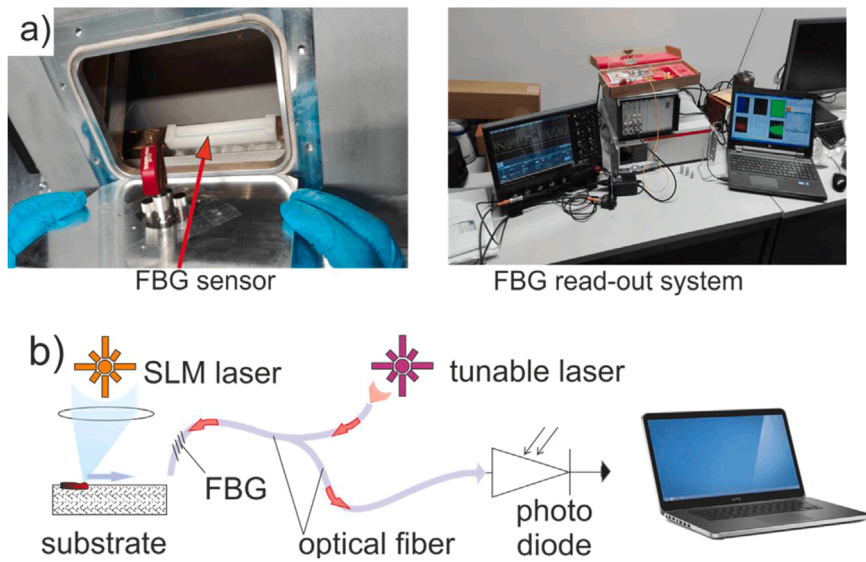 a)
FBG sensor
FBG read-out system
b)
SLM laser
tunable laser
FBG
substrate
optical fiber
photo
diode